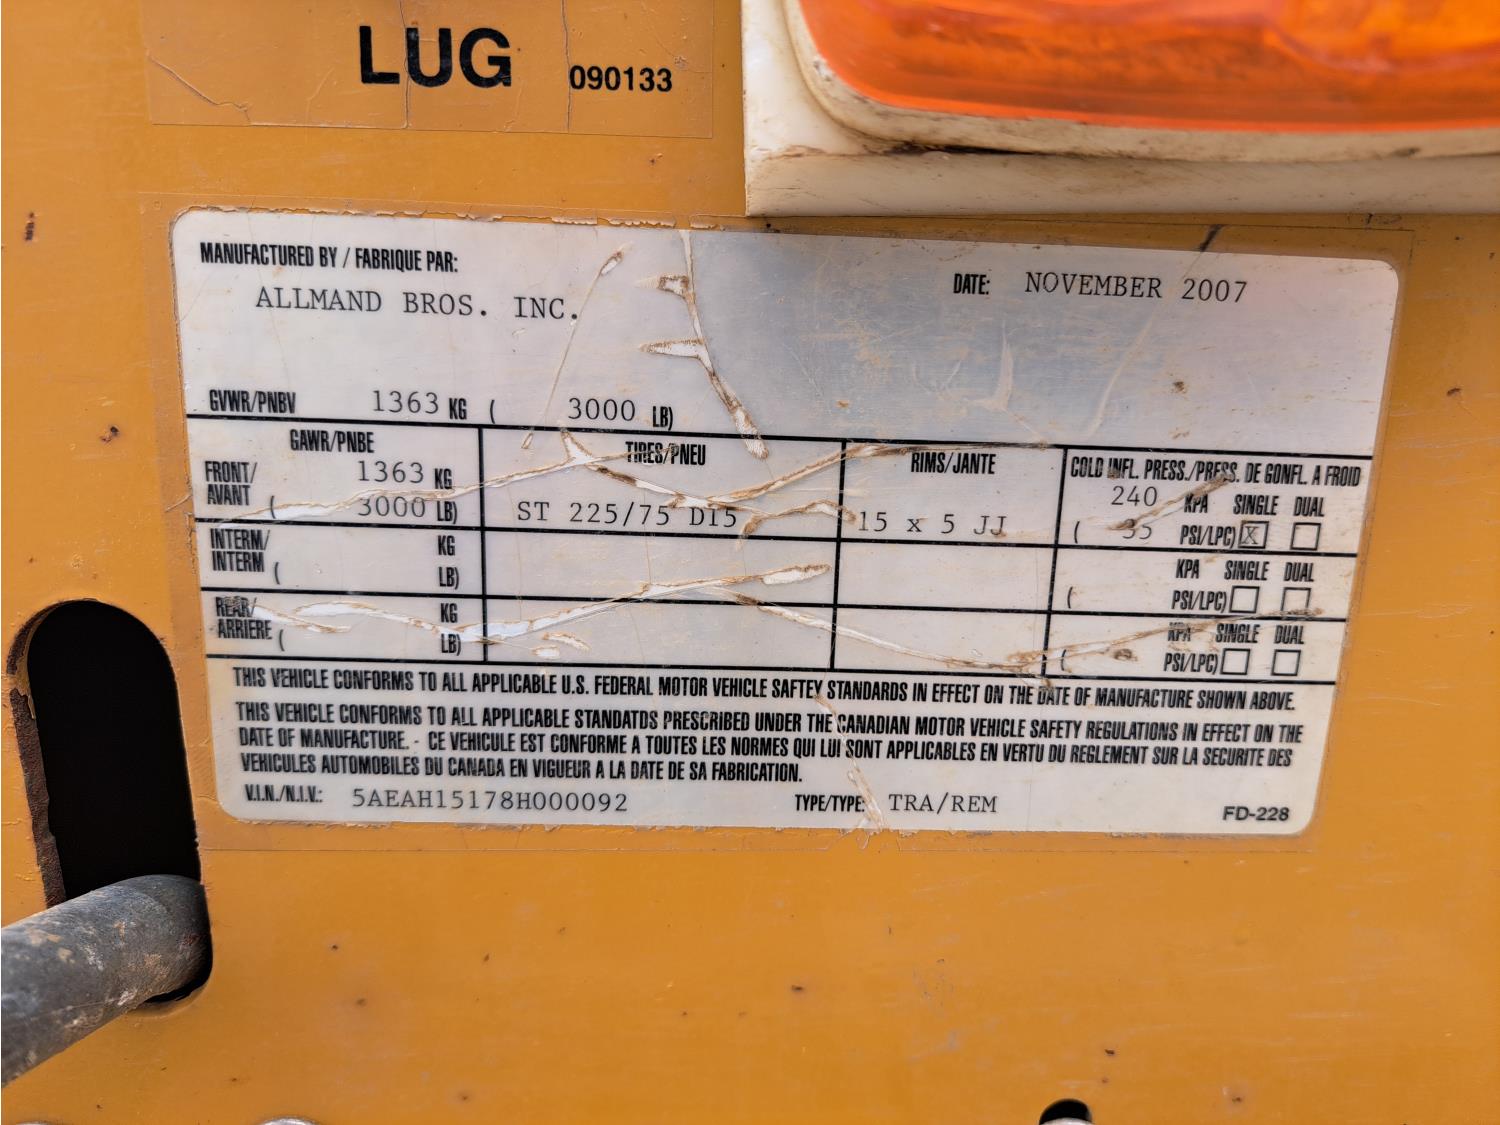 LUG 090133
MANUFACTURED BY / FABRIQUE PAR:
ALLMAND BROS. INC.
DATE: NOVEMBER 2007
GVWR/PNBV 1363 KG ( 3000 LB)
GAWR/PNBE TIRES/PNEU RIMS/JANTE COLD INFL. PRESS./PRESS. DE GONFL. A FROID
FRONT/ 1363 KG 240 KPA SINGLE DUAL
AVANT ( 3000 LB) ST 225/75 D15 15 x 5 JJ ( 35 PSI/LPC) X
INTERM/ KG KPA SINGLE DUAL
INTERM ( LB) ( PSI/LPC)
REAR/ KG KPA SINGLE DUAL
ARRIERE ( LB) ( PSI/LPC)
THIS VEHICLE CONFORMS TO ALL APPLICABLE U.S. FEDERAL MOTOR VEHICLE SAFTEY STANDARDS IN EFFECT ON THE DATE OF MANUFACTURE SHOWN ABOVE.
THIS VEHICLE CONFORMS TO ALL APPLICABLE STANDATDS PRESCRIBED UNDER THE CANADIAN MOTOR VEHICLE SAFETY REGULATIONS IN EFFECT ON THE
DATE OF MANUFACTURE. - CE VEHICULE EST CONFORME A TOUTES LES NORMES QUI LUI SONT APPLICABLES EN VERTU DU REGLEMENT SUR LA SECURITE DES
VEHICULES AUTOMOBILES DU CANADA EN VIGUEUR A LA DATE DE SA FABRICATION.
V.I.N./N.I.V.: 5AEAH15178H000092 TYPE/TYPE: TRA/REM FD-228